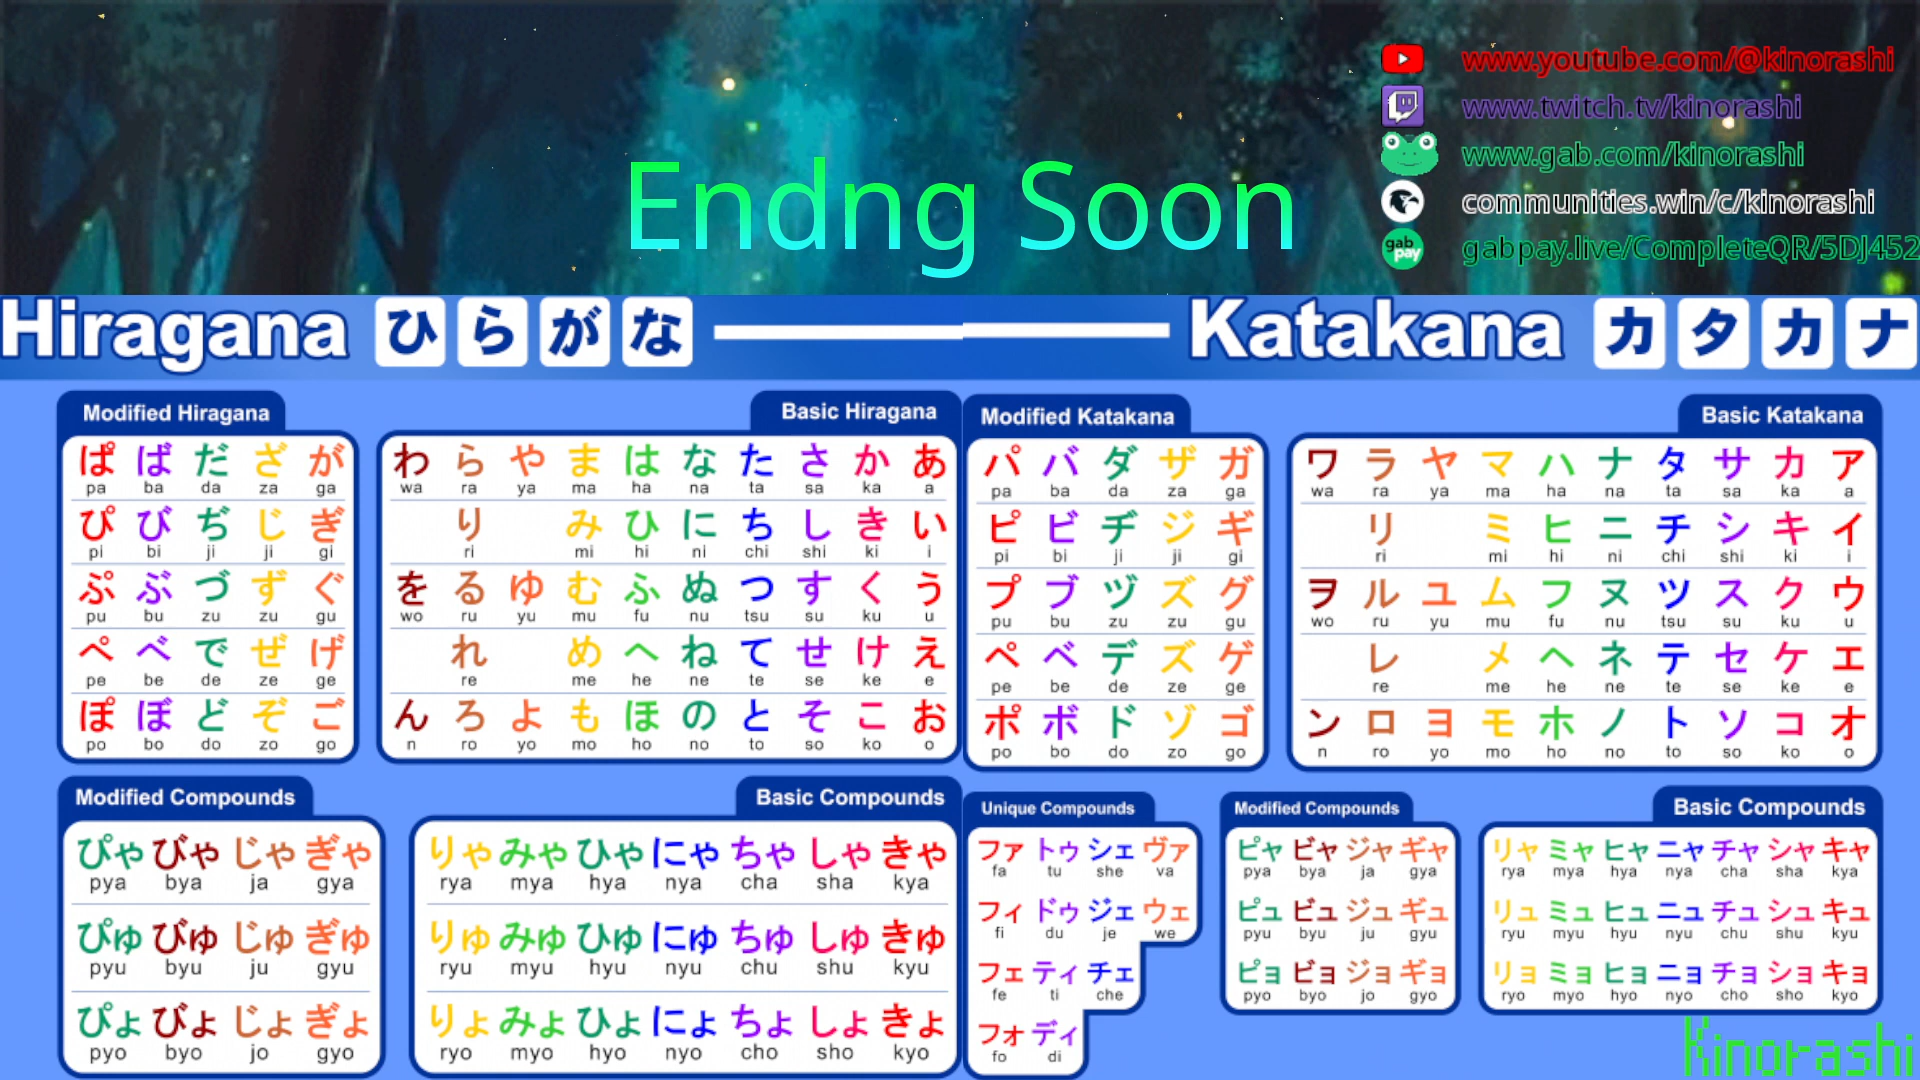 www.youtube.com/@kinorashi
www.twitch.tv/kinorashi
www.gab.com/kinorashi
communities.win/c/kinorashi
gab pay
gabpay.live/CompleteQR/5DJ452
Endng Soon
Hiragana ひ ら が な
Modified Hiragana
ぱ ば だ ざ が
pa ba da za ga
ぴ び ぢ じ ぎ
pi bi ji ji gi
ぷ ぶ づ ず ぐ
pu bu zu zu gu
ぺ べ で ぜ げ
pe be de ze ge
ぽ ぼ ど ぞ ご
po bo do zo go
Basic Hiragana
わ ら や ま は な た さ か あ
wa ra ya ma ha na ta sa ka a
り み ひ に ち し き い
ri mi hi ni chi shi ki i
を る ゆ む ふ ぬ つ す く う
wo ru yu mu fu nu tsu su ku u
れ め へ ね て せ け え
re me he ne te se ke e
ん ろ よ も ほ の と そ こ お
n ro yo mo ho no to so ko o
Modified Compounds
ぴゃ びゃ じゃ ぎゃ
pya bya ja gya
ぴゅ びゅ じゅ ぎゅ
pyu byu ju gyu
ぴょ びょ じょ ぎょ
pyo byo jo gyo
Basic Compounds
りゃ みゃ ひゃ にゃ ちゃ しゃ きゃ
rya mya hya nya cha sha kya
りゅ みゅ ひゅ にゅ ちゅ しゅ きゅ
ryu myu hyu nyu chu shu kyu
りょ みょ ひょ にょ ちょ しょ きょ
ryo myo hyo nyo cho sho kyo
Katakana カ タ カ ナ
Modified Katakana
パ バ ダ ザ ガ
pa ba da za ga
ピ ビ ヂ ジ ギ
pi bi ji ji gi
プ ブ ヅ ズ グ
pu bu zu zu gu
ペ ベ デ ズ ゲ
pe be de ze ge
ポ ボ ド ゾ ゴ
po bo do zo go
Basic Katakana
ワ ラ ヤ マ ハ ナ タ サ カ ア
wa ra ya ma ha na ta sa ka a
リ ミ ヒ ニ チ シ キ イ
ri mi hi ni chi shi ki i
ヲ ル ユ ム フ ヌ ツ ス ク ウ
wo ru yu mu fu nu tsu su ku u
レ メ ヘ ネ テ セ ケ エ
re me he ne te se ke e
ン ロ ヨ モ ホ ノ ト ソ コ オ
n ro yo mo ho no to so ko o
Unique Compounds
ファ トゥ シェ ヴァ
fa tu she va
フィ ドゥ ジェ ウェ
fi du je we
フェ ティ チェ
fe ti che
フォ ディ
fo di
Modified Compounds
ピャ ビャ ジャ ギャ
pya bya ja gya
ピュ ビュ ジュ ギュ
pyu byu ju gyu
ピョ ビョ ジョ ギョ
pyo byo jo gyo
Basic Compounds
リャ ミャ ヒャ ニャ チャ シャ キャ
rya mya hya nya cha sha kya
リュ ミュ ヒュ ニュ チュ シュ キュ
ryu myu hyu nyu chu shu kyu
リョ ミョ ヒョ ニョ チョ ショ キョ
ryo myo hyo nyo cho sho kyo
Kinorashi